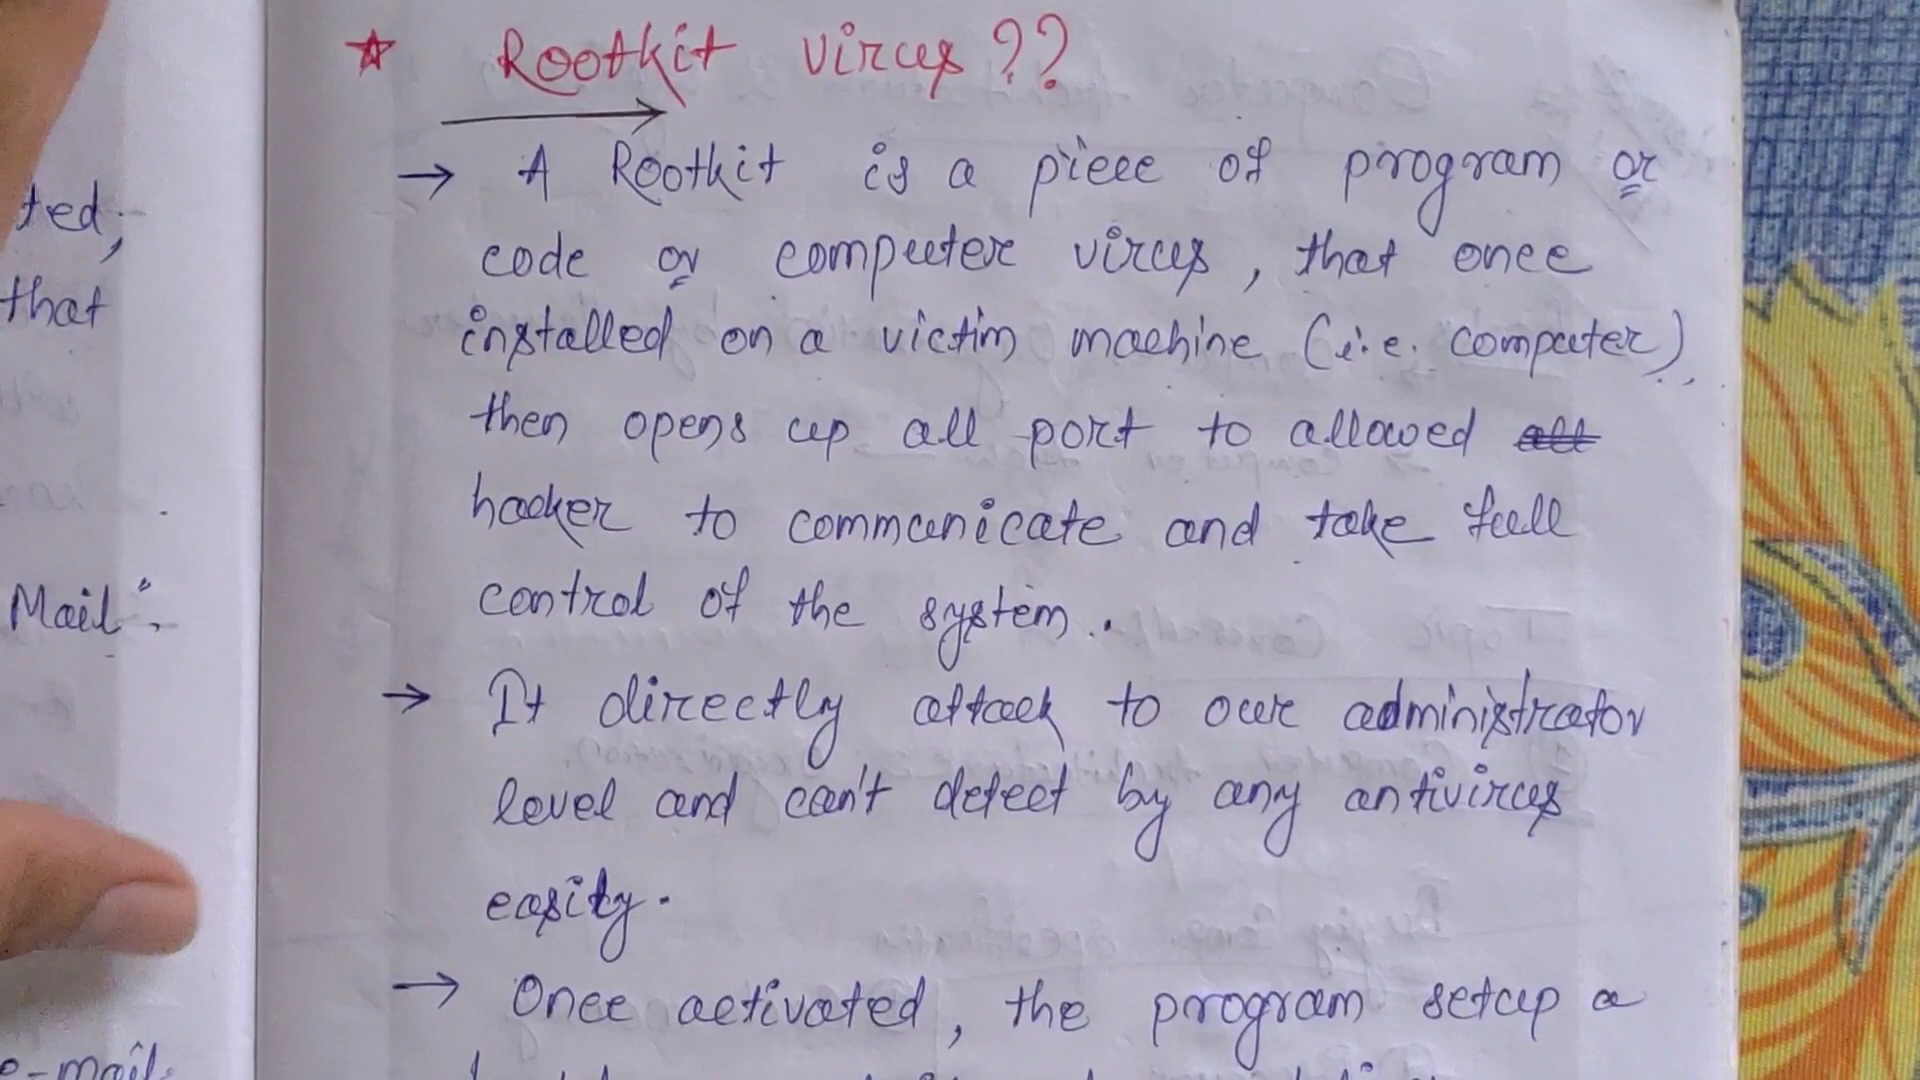 ted,
that
Mail :
e-mail
☆ Rootkit virus ??
→ A Rootkit is a piece of program or
code or computer virus, that once
installed on a victim machine (i.e. computer)
then opens up all port to allowed all
hacker to communicate and take full
control of the system.
→ It directly attack to our administrator
level and can't detect by any antivirus
easity.
→ Once activated, the program setup a